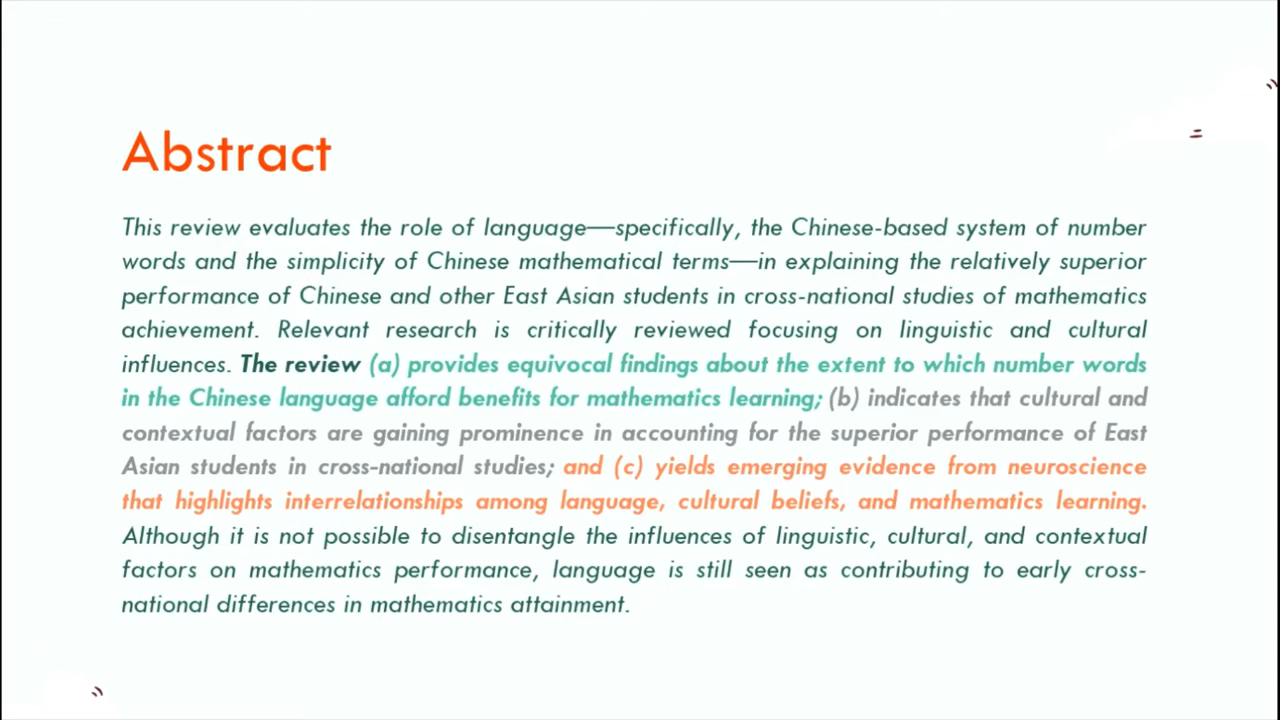 Abstract
This review evaluates the role of language—specifically, the Chinese-based system of number
words and the simplicity of Chinese mathematical terms—in explaining the relatively superior
performance of Chinese and other East Asian students in cross-national studies of mathematics
achievement. Relevant research is critically reviewed focusing on linguistic and cultural
influences. The review (a) provides equivocal findings about the extent to which number words
in the Chinese language afford benefits for mathematics learning; (b) indicates that cultural and
contextual factors are gaining prominence in accounting for the superior performance of East
Asian students in cross-national studies; and (c) yields emerging evidence from neuroscience
that highlights interrelationships among language, cultural beliefs, and mathematics learning.
Although it is not possible to disentangle the influences of linguistic, cultural, and contextual
factors on mathematics performance, language is still seen as contributing to early cross-
national differences in mathematics attainment.